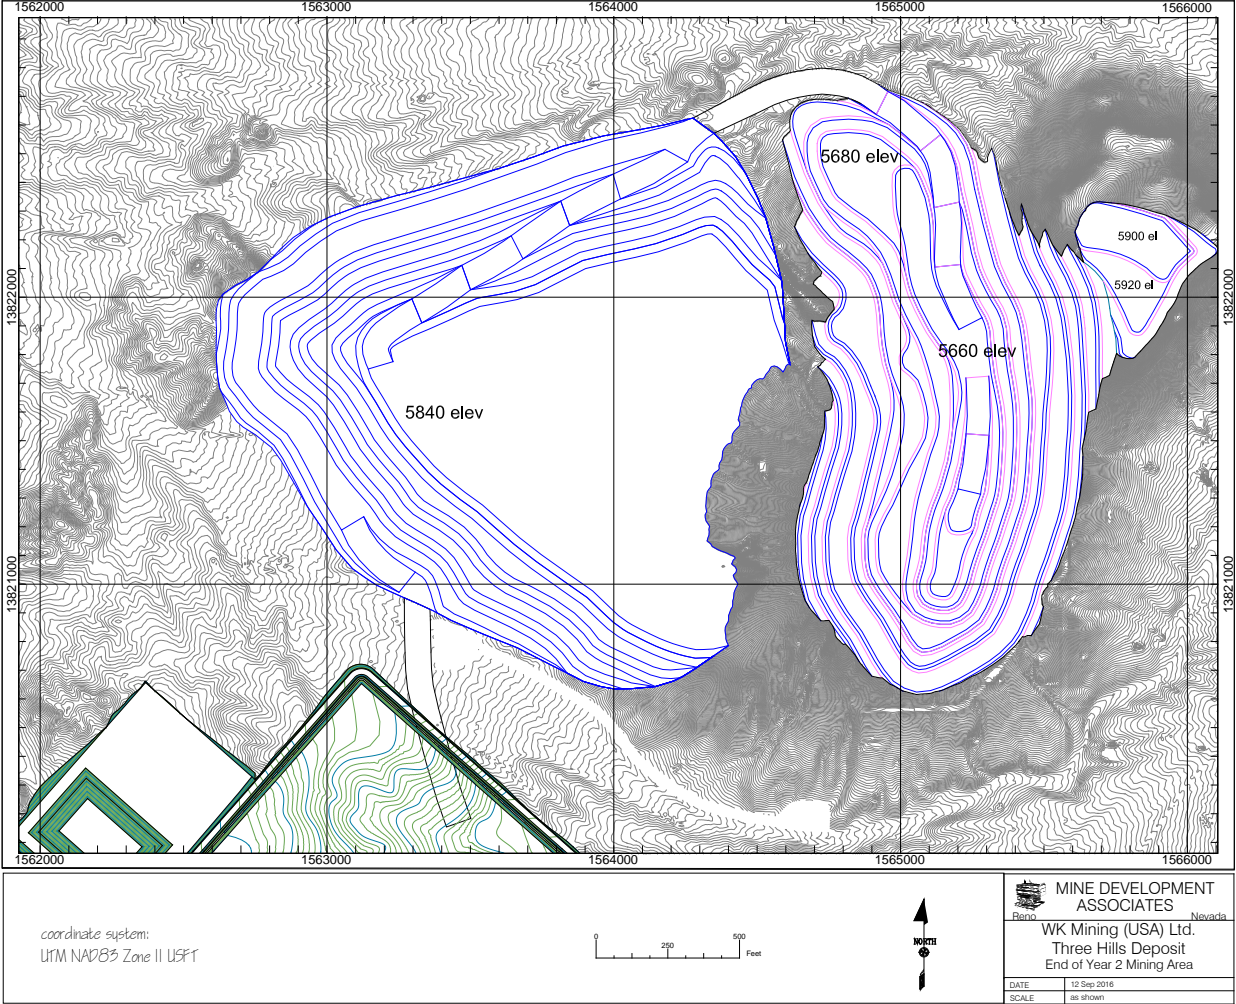 1562000 1563000 1564000 1565000 1566000
5680 elev
5900 el
5920 el
13822000 13822000
5660 elev
5840 elev
13821000 13821000
1562000 1563000 1564000 1565000 1566000
coordinate system:
UTM NAD83 Zone 11 USFT
0 250 500
Feet
NORTH
MINE DEVELOPMENT
ASSOCIATES
Reno Nevada
WK Mining (USA) Ltd.
Three Hills Deposit
End of Year 2 Mining Area
DATE 12 Sep 2016
SCALE as shown